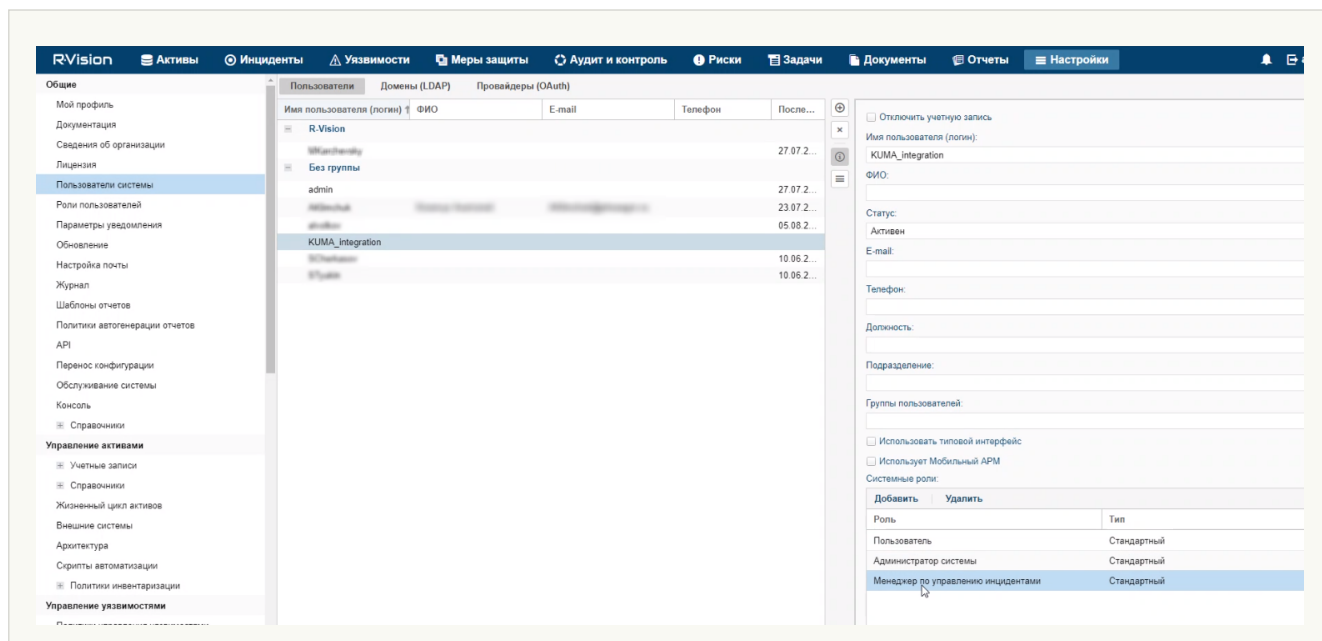 R·Vision Активы Инциденты Уязвимости Меры защиты Аудит и контроль Риски Задачи Документы Отчеты Настройки
Общие
Мой профиль
Документация
Сведения об организации
Лицензия
Пользователи системы
Роли пользователей
Параметры уведомления
Обновление
Настройка почты
Журнал
Шаблоны отчетов
Политики автогенерации отчетов
API
Перенос конфигурации
Обслуживание системы
Консоль
Справочники
Управление активами
Учетные записи
Справочники
Жизненный цикл активов
Внешние системы
Архитектура
Скрипты автоматизации
Политики инвентаризации
Управление уязвимостями
Пользователи Домены (LDAP) Провайдеры (OAuth)
Имя пользователя (логин) ФИО E-mail Телефон После...
R-Vision
27.07.2...
Без группы
admin 27.07.2...
23.07.2...
05.08.2...
KUMA_integration
10.06.2...
10.06.2...
Отключить учетную запись
Имя пользователя (логин):
KUMA_integration
ФИО:
Статус:
Активен
E-mail:
Телефон:
Должность:
Подразделение:
Группы пользователей:
Использовать типовой интерфейс
Использует Мобильный АРМ
Системные роли:
Добавить Удалить
Роль Тип
Пользователь Стандартный
Администратор системы Стандартный
Менеджер по управлению инцидентами Стандартный